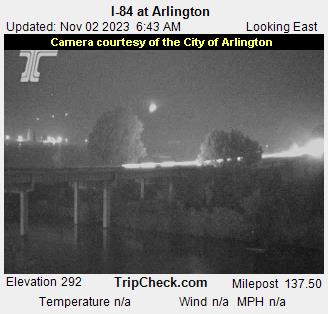 I-84 at Arlington
Updated: Nov 02 2023 6:43 AM Looking East
Camera courtesy of the City of Arlington
Elevation 292 TripCheck.com Milepost 137.50
Temperature n/a Wind n/a MPH n/a